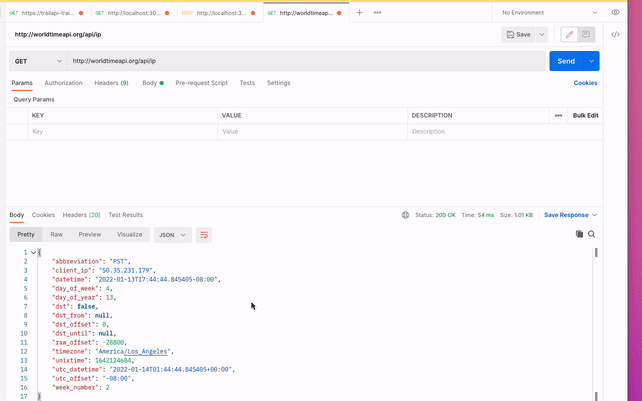 GET https://trailapi-trai...
GET http://localhost:30...
http://localhost:3...
GET http://worldtimeapi...
No Environment
http://worldtimeapi.org/api/ip
Save
GET http://worldtimeapi.org/api/ip
Send
Params Authorization Headers (9) Body Pre-request Script Tests Settings Cookies
Query Params
KEY VALUE DESCRIPTION Bulk Edit
Key Value Description
Body Cookies Headers (20) Test Results Status: 200 OK Time: 54 ms Size: 1.01 KB Save Response
Pretty Raw Preview Visualize JSON
1 {
2 "abbreviation": "PST",
3 "client_ip": "50.35.231.179",
4 "datetime": "2022-01-13T17:44:44.845405-08:00",
5 "day_of_week": 4,
6 "day_of_year": 13,
7 "dst": false,
8 "dst_from": null,
9 "dst_offset": 0,
10 "dst_until": null,
11 "raw_offset": -28800,
12 "timezone": "America/Los_Angeles",
13 "unixtime": 1642124684,
14 "utc_datetime": "2022-01-14T01:44:44.845405+00:00",
15 "utc_offset": "-08:00",
16 "week_number": 2
17 }